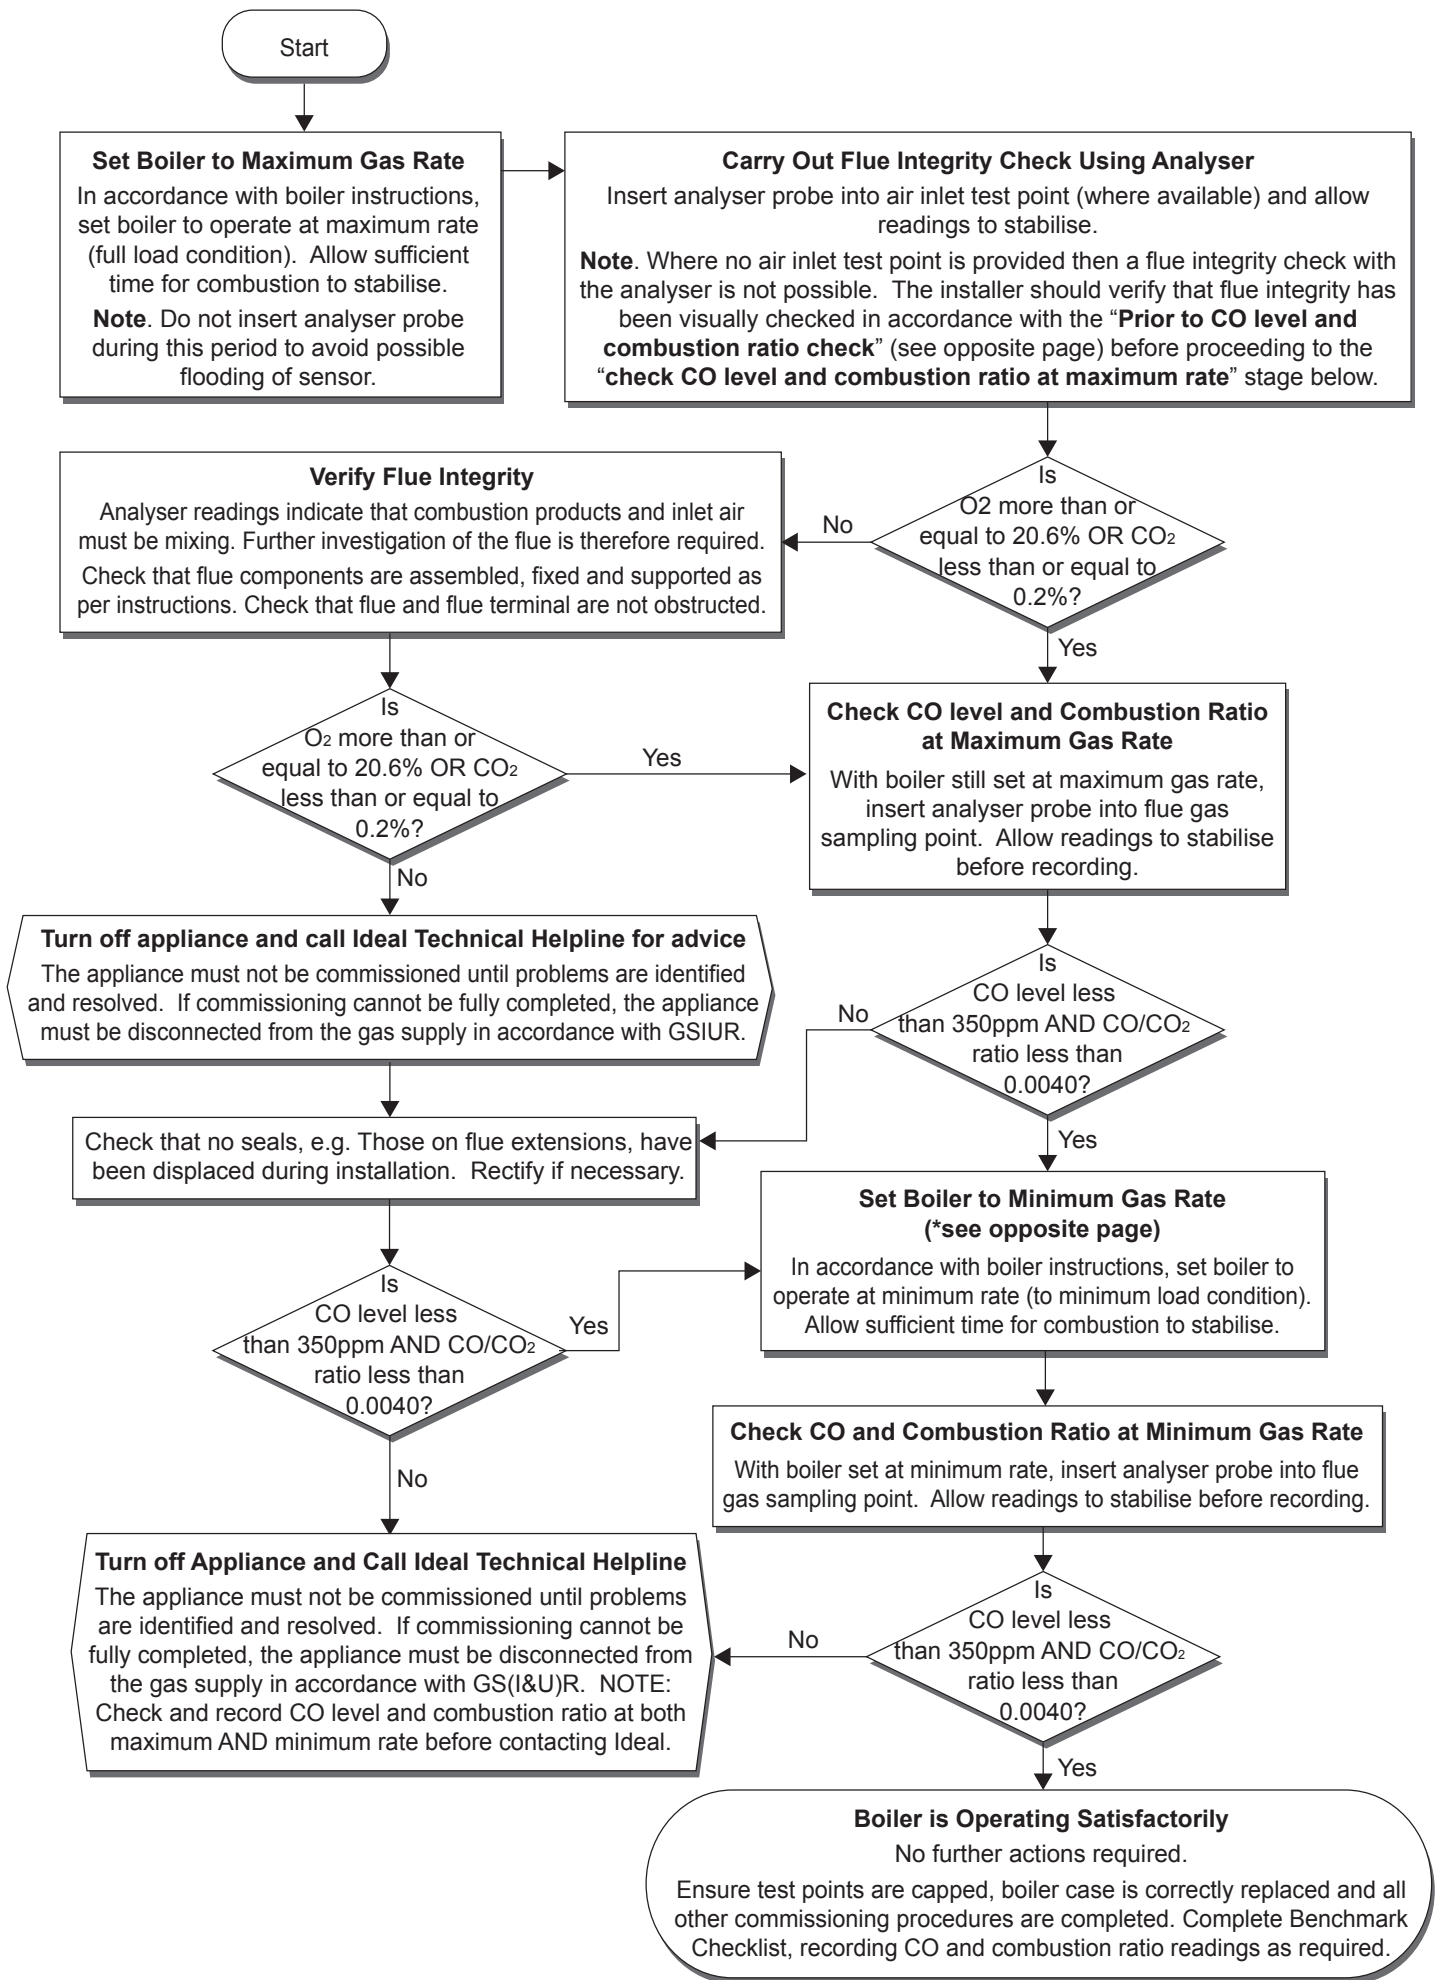 Start
Set Boiler to Maximum Gas Rate
In accordance with boiler instructions,
set boiler to operate at maximum rate
(full load condition).  Allow sufficient
time for combustion to stabilise.
Note. Do not insert analyser probe
during this period to avoid possible
flooding of sensor.
Carry Out Flue Integrity Check Using Analyser
Insert analyser probe into air inlet test point (where available) and allow
readings to stabilise.
Note. Where no air inlet test point is provided then a flue integrity check with
the analyser is not possible.  The installer should verify that flue integrity has
been visually checked in accordance with the “Prior to CO level and
combustion ratio check” (see opposite page) before proceeding to the
“check CO level and combustion ratio at maximum rate” stage below.
Is
O2 more than or
equal to 20.6% OR CO2
less than or equal to
0.2%?
No
Yes
Verify Flue Integrity
Analyser readings indicate that combustion products and inlet air
must be mixing. Further investigation of the flue is therefore required.
Check that flue components are assembled, fixed and supported as
per instructions. Check that flue and flue terminal are not obstructed.
Is
O2 more than or
equal to 20.6% OR CO2
less than or equal to
0.2%?
Yes
No
Check CO level and Combustion Ratio
at Maximum Gas Rate
With boiler still set at maximum gas rate,
insert analyser probe into flue gas
sampling point.  Allow readings to stabilise
before recording.
Turn off appliance and call Ideal Technical Helpline for advice
The appliance must not be commissioned until problems are identified
and resolved.  If commissioning cannot be fully completed, the appliance
must be disconnected from the gas supply in accordance with GSIUR.
Is
CO level less
than 350ppm AND CO/CO2
ratio less than
0.0040?
No
Yes
Check that no seals, e.g. Those on flue extensions, have
been displaced during installation.  Rectify if necessary.
Set Boiler to Minimum Gas Rate
(*see opposite page)
In accordance with boiler instructions, set boiler to
operate at minimum rate (to minimum load condition).
Allow sufficient time for combustion to stabilise.
Is
CO level less
than 350ppm AND CO/CO2
ratio less than
0.0040?
Yes
No
Check CO and Combustion Ratio at Minimum Gas Rate
With boiler set at minimum rate, insert analyser probe into flue
gas sampling point.  Allow readings to stabilise before recording.
Turn off Appliance and Call Ideal Technical Helpline
The appliance must not be commissioned until problems
are identified and resolved.  If commissioning cannot be
fully completed, the appliance must be disconnected from
the gas supply in accordance with GS(I&U)R.  NOTE:
Check and record CO level and combustion ratio at both
maximum AND minimum rate before contacting Ideal.
Is
CO level less
than 350ppm AND CO/CO2
ratio less than
0.0040?
No
Yes
Boiler is Operating Satisfactorily
No further actions required.
Ensure test points are capped, boiler case is correctly replaced and all
other commissioning procedures are completed. Complete Benchmark
Checklist, recording CO and combustion ratio readings as required.